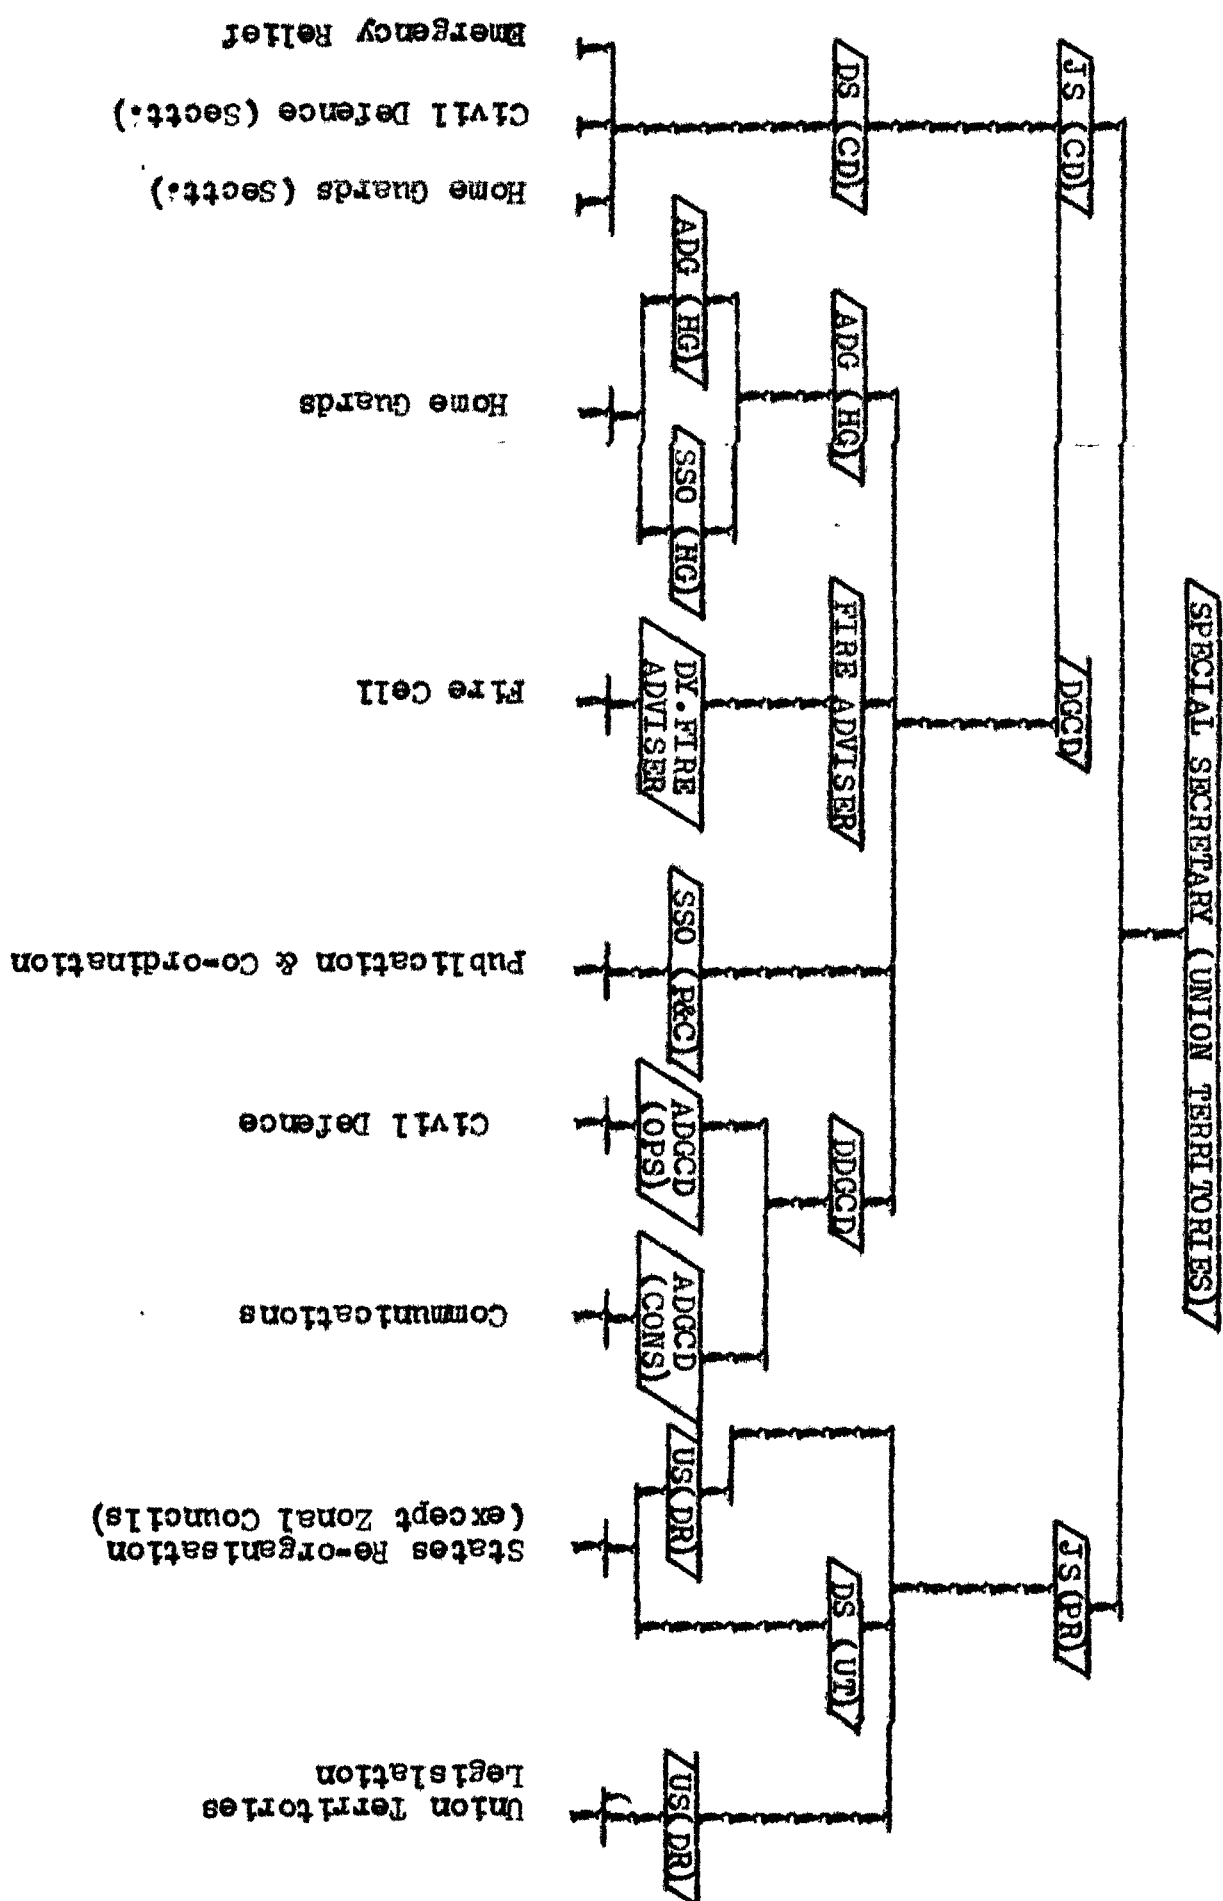 SPECIAL SECRETARY (UNION TERRITORIES)
JS (CD)
DGCD
JS(PR)
DS (CD)
ADG (HG)
FIRE ADVISER
DDGCD
DS (UT)
ADG (HG)
SSO (HG)
DY.FIRE
ADVISER
SSO (P&C)
ADGCD
(OPS)
ADGCD
(CONS)
US(DR)
US(DR)
Emergency Relief
Civil Defence (Sectt.)
Home Guards (Sectt.)
Home Guards
Fire Cell
Publication & Co-ordination
Civil Defence
Communications
States Re-organisation
(except Zonal Councils)
Union Territories
Legislation